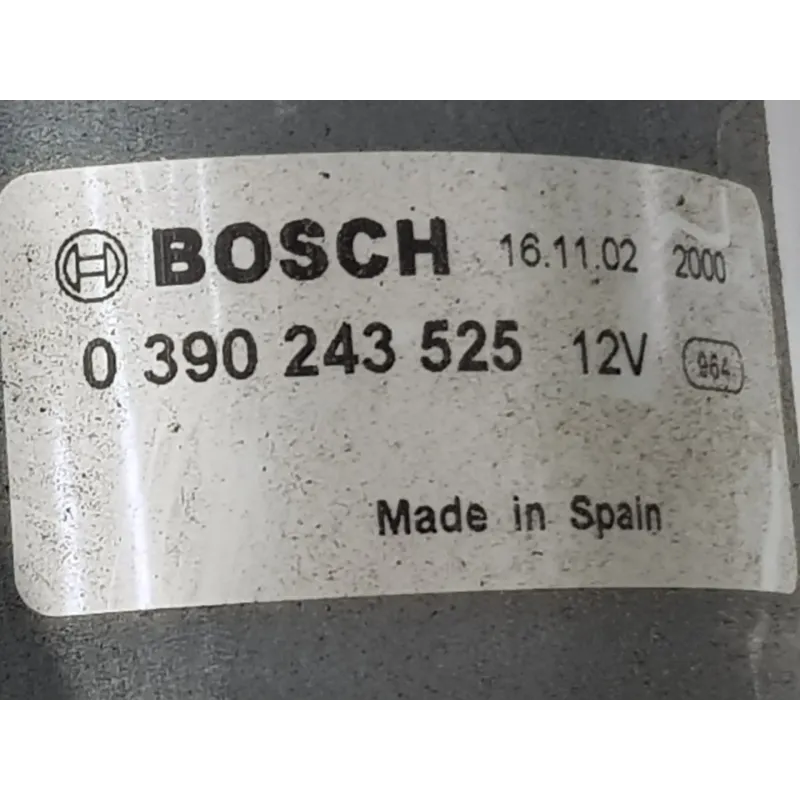 BOSCH 16.11.02 2000
0 390 243 525 12V 964
Made in Spain